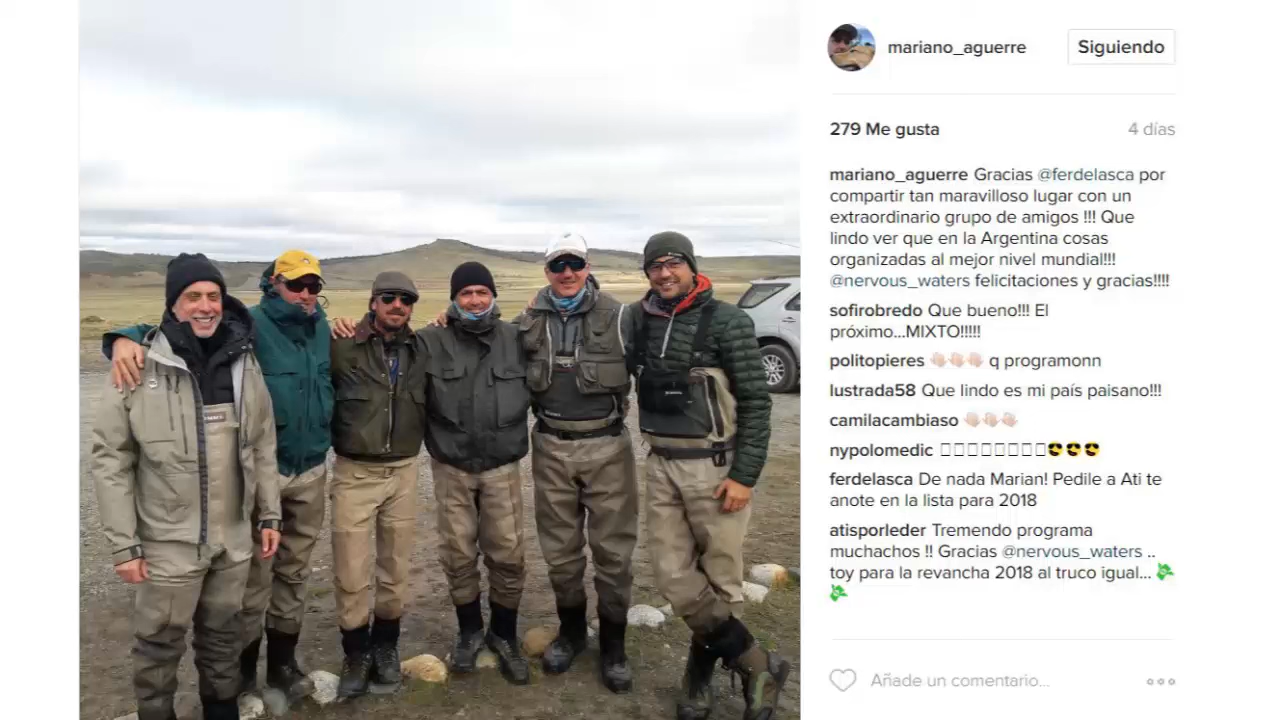 mariano_aguerre
Siguiendo
279 Me gusta
4 días
mariano_aguerre Gracias @ferdelasca por
compartir tan maravilloso lugar con un
extraordinario grupo de amigos !!! Que
lindo ver que en la Argentina cosas
organizadas al mejor nivel mundial!!!
@nervous_waters felicitaciones y gracias!!!!
sofirobredo Que bueno!!! El
próximo...MIXTO!!!!!
politopieres 👏🏻👏🏻👏🏻 q programonn
lustrada58 Que lindo es mi país paisano!!!
camilacambiaso 👏🏻👏🏻👏🏻
nypolomedic 😎😎😎
ferdelasca De nada Marian! Pedile a Ati te
anote en la lista para 2018
atisporleder Tremendo programa
muchachos !! Gracias @nervous_waters ..
toy para la revancha 2018 al truco igual...
Añade un comentario...